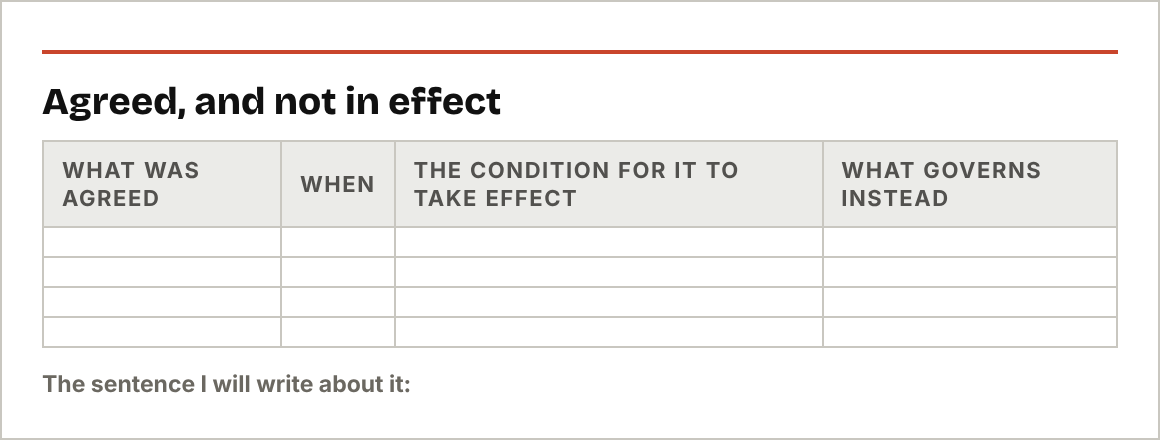 Agreed, and not in effect
WHAT WAS AGREED
WHEN
THE CONDITION FOR IT TO TAKE EFFECT
WHAT GOVERNS INSTEAD
The sentence I will write about it: